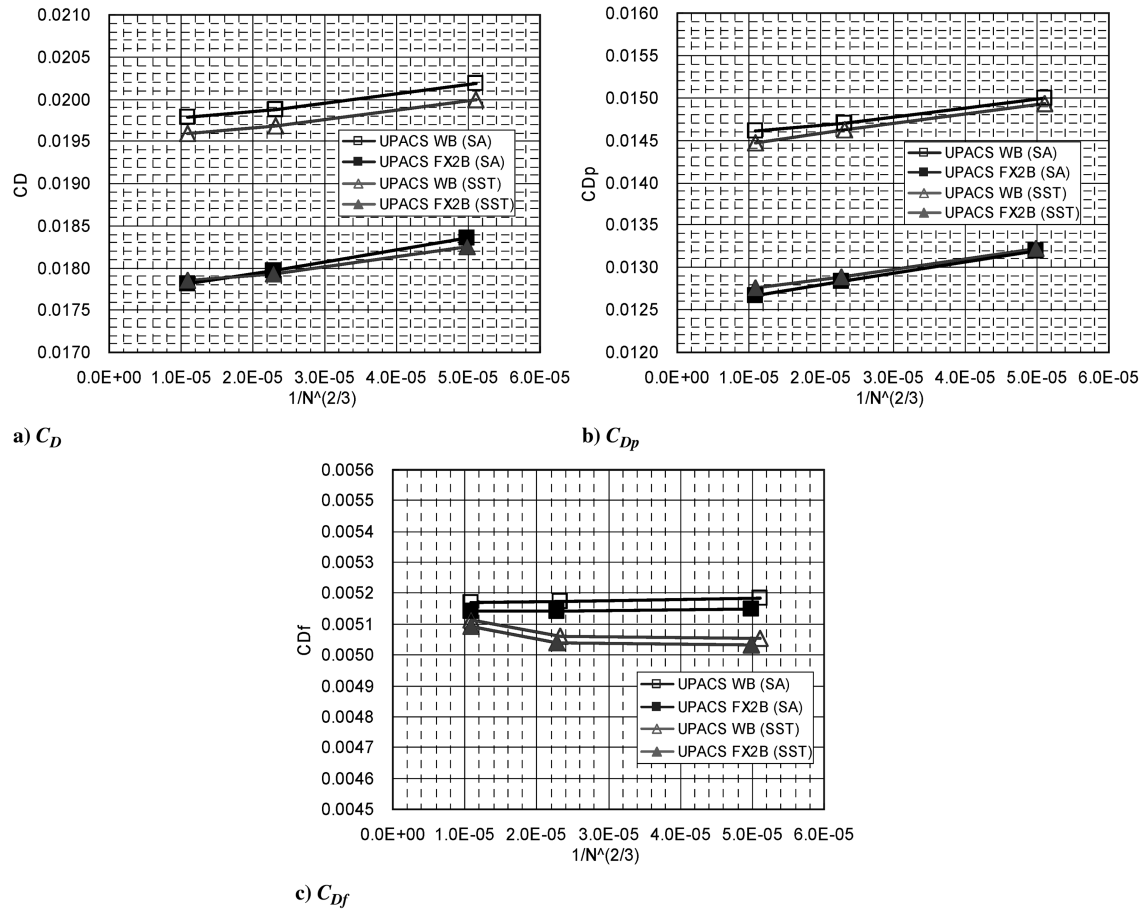 0.0210
0.0205
0.0200
0.0195
0.0190
0.0185
0.0180
0.0175
0.0170
CD
UPACS WB (SA)
UPACS FX2B (SA)
UPACS WB (SST)
UPACS FX2B (SST)
0.0E+00 1.0E-05 2.0E-05 3.0E-05 4.0E-05 5.0E-05 6.0E-05
1/N^(2/3)
a) C_D
0.0160
0.0155
0.0150
0.0145
0.0140
0.0135
0.0130
0.0125
0.0120
CDp
UPACS WB (SA)
UPACS FX2B (SA)
UPACS WB (SST)
UPACS FX2B (SST)
0.0E+00 1.0E-05 2.0E-05 3.0E-05 4.0E-05 5.0E-05 6.0E-05
1/N^(2/3)
b) C_Dp
0.0056
0.0055
0.0054
0.0053
0.0052
0.0051
0.0050
0.0049
0.0048
0.0047
0.0046
0.0045
CDf
UPACS WB (SA)
UPACS FX2B (SA)
UPACS WB (SST)
UPACS FX2B (SST)
0.0E+00 1.0E-05 2.0E-05 3.0E-05 4.0E-05 5.0E-05 6.0E-05
1/N^(2/3)
c) C_Df